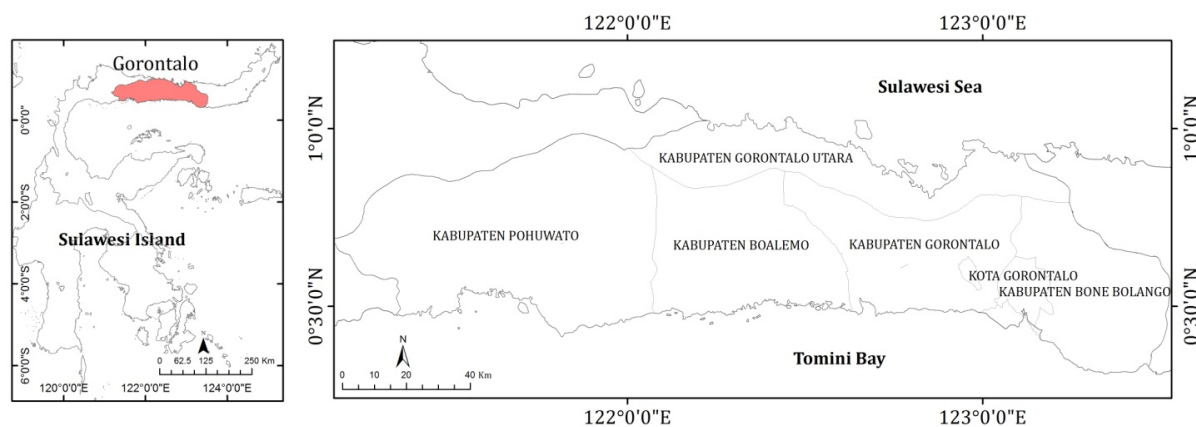 Gorontalo
Sulawesi Island
0°0'0"
2°0'0"S
4°0'0"S
6°0'0"S
120°0'0"E 122°0'0"E 124°0'0"E
N
0 62.5 125 250 Km
122°0'0"E 123°0'0"E
Sulawesi Sea
1°0'0"N 1°0'0"N
KABUPATEN GORONTALO UTARA
KABUPATEN POHUWATO
KABUPATEN BOALEMO
KABUPATEN GORONTALO
KOTA GORONTALO
KABUPATEN BONE BOLANGO
0°30'0"N 0°30'0"N
Tomini Bay
N
0 10 20 40 Km
122°0'0"E 123°0'0"E